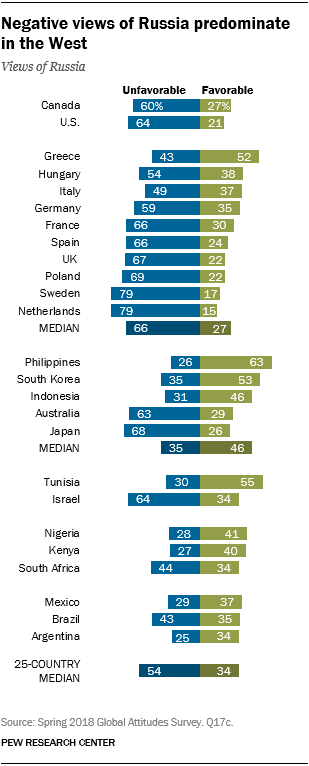 Negative views of Russia predominate
in the West
Views of Russia
Unfavorable Favorable
Canada 60% 27%
U.S. 64 21
Greece 43 52
Hungary 54 38
Italy 49 37
Germany 59 35
France 66 30
Spain 66 24
UK 67 22
Poland 69 22
Sweden 79 17
Netherlands 79 15
MEDIAN 66 27
Philippines 26 63
South Korea 35 53
Indonesia 31 46
Australia 63 29
Japan 68 26
MEDIAN 35 46
Tunisia 30 55
Israel 64 34
Nigeria 28 41
Kenya 27 40
South Africa 44 34
Mexico 29 37
Brazil 43 35
Argentina 25 34
25-COUNTRY
MEDIAN 54 34
Source: Spring 2018 Global Attitudes Survey. Q17c.
PEW RESEARCH CENTER